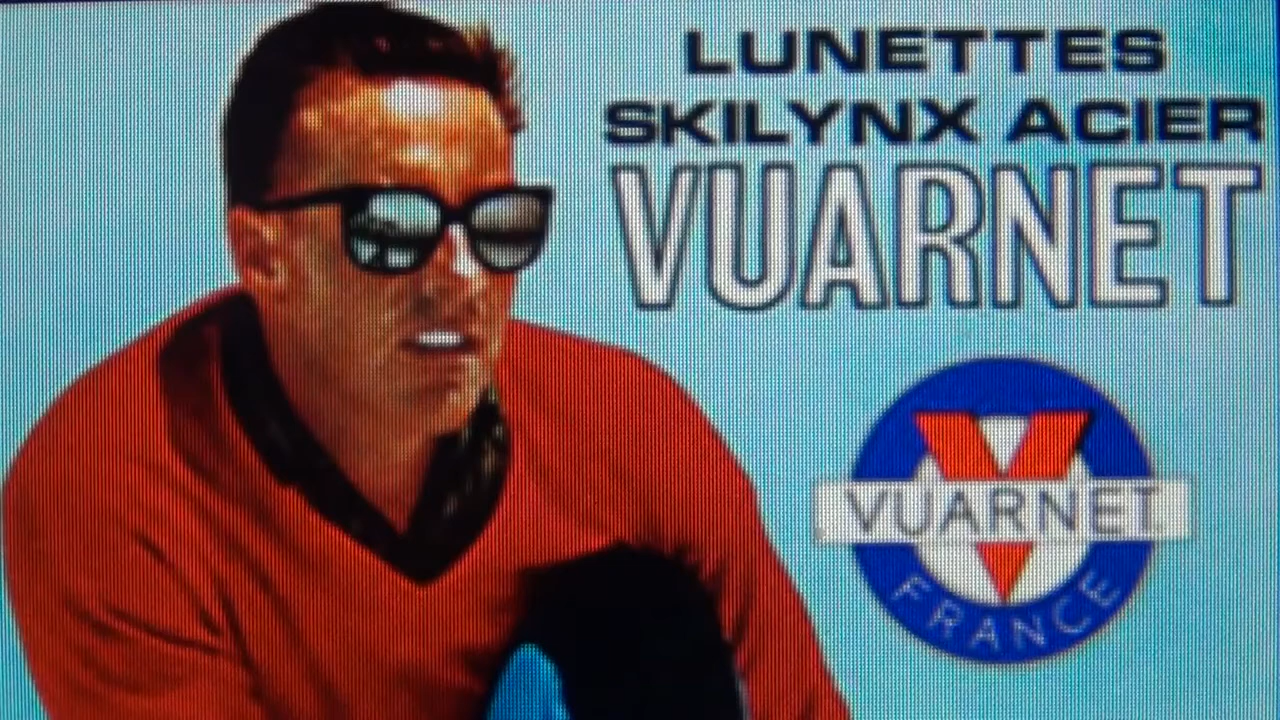 LUNETTES
SKILYNX ACIER
VUARNET
VUARNET
FRANCE